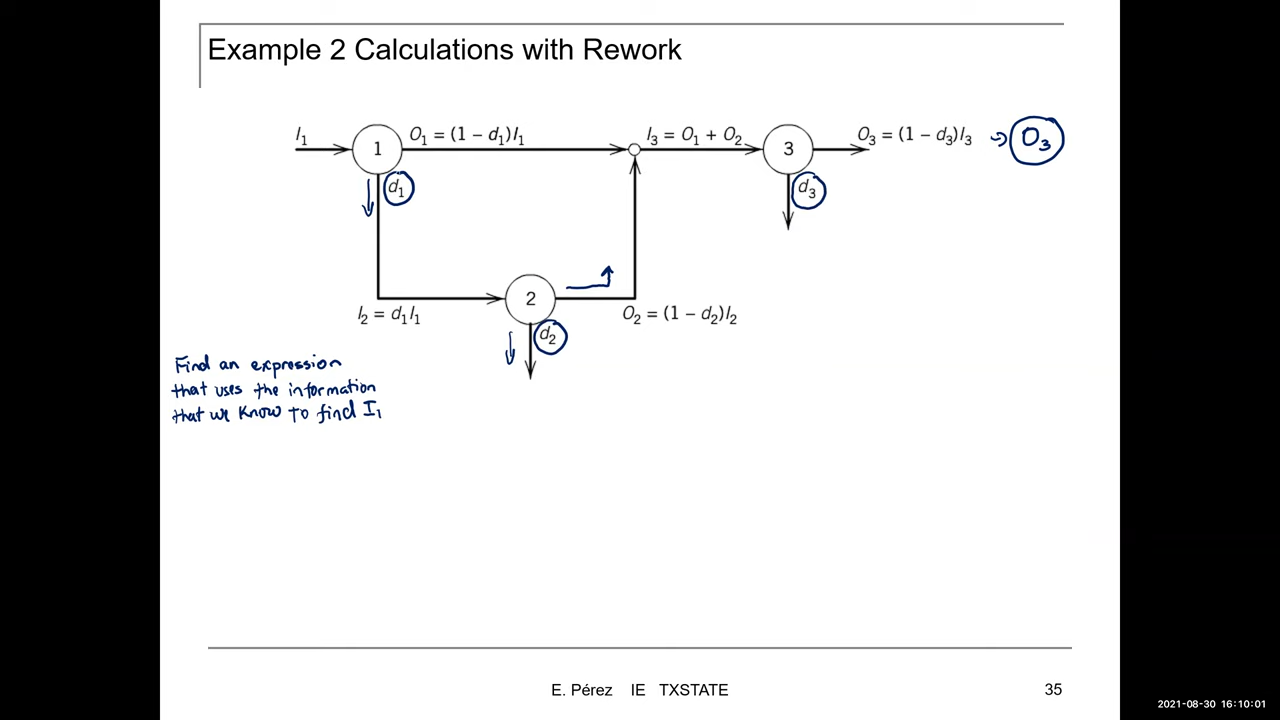 Example 2 Calculations with Rework
I₁
1
O₁ = (1 − d₁)I₁
I₃ = O₁ + O₂
3
O₃ = (1 − d₃)I₃
O₃
d₁
d₃
2
I₂ = d₁I₁
O₂ = (1 − d₂)I₂
d₂
Find an expression
that uses the information
that we know to find I₁
E. Pérez IE TXSTATE
35
2021-08-30 16:10:01